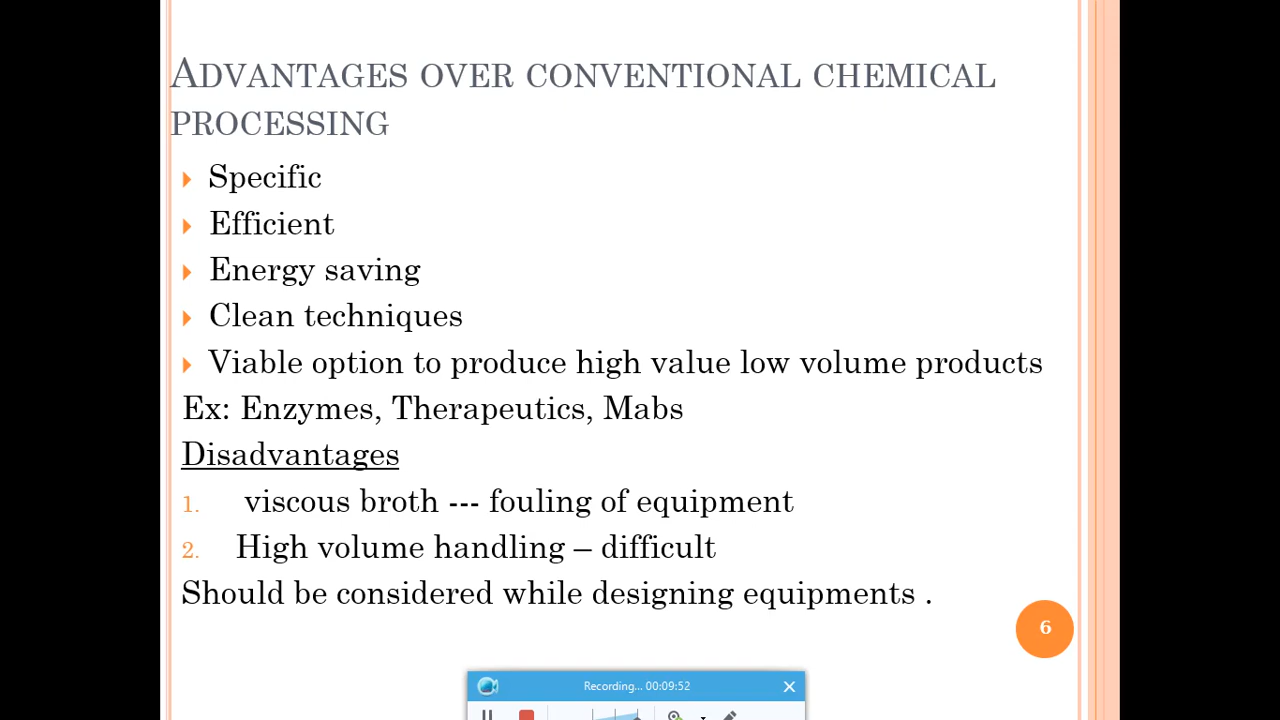 ADVANTAGES OVER CONVENTIONAL CHEMICAL
PROCESSING
Specific
Efficient
Energy saving
Clean techniques
Viable option to produce high value low volume products
Ex: Enzymes, Therapeutics, Mabs
Disadvantages
1. viscous broth --- fouling of equipment
2. High volume handling – difficult
Should be considered while designing equipments .
6
Recording... 00:09:52